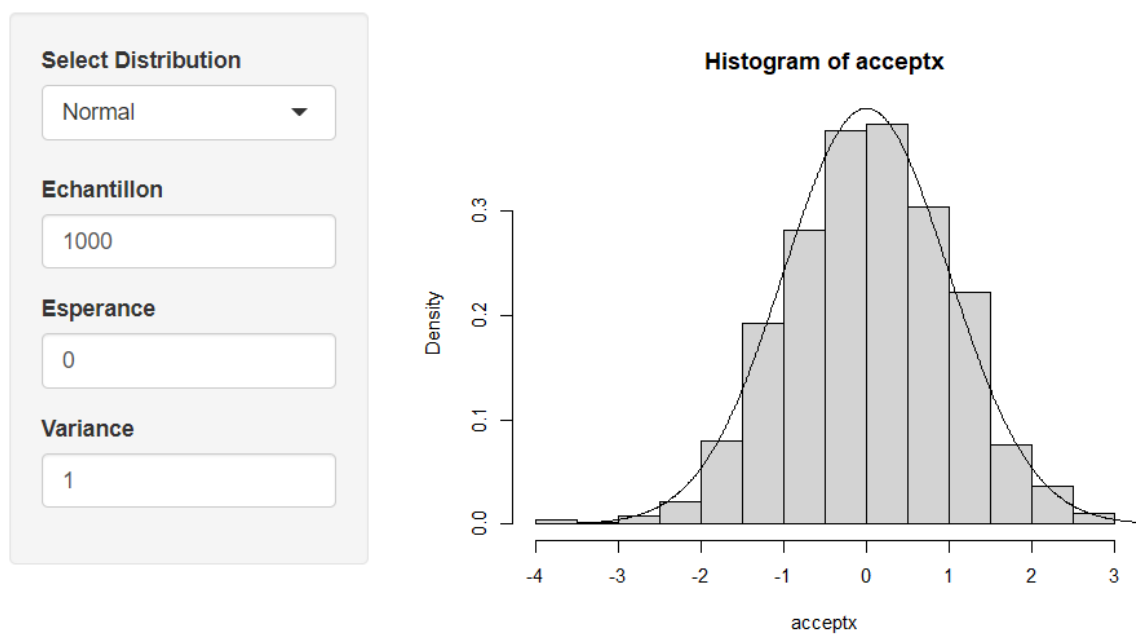 Select Distribution
Normal
Echantillon
1000
Esperance
0
Variance
1
Histogram of acceptx
Density
0.3
0.2
0.1
0.0
-4 -3 -2 -1 0 1 2 3
acceptx